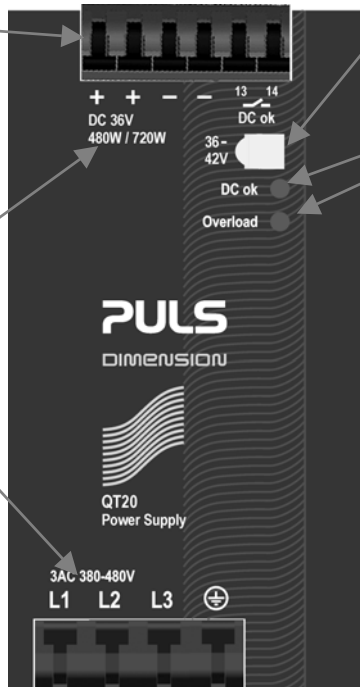 + + − − 13 14
DC ok
DC 36V
480W / 720W
36-
42V
DC ok
Overload
PULS
DIMENSION
QT20
Power Supply
3AC 380-480V
L1 L2 L3